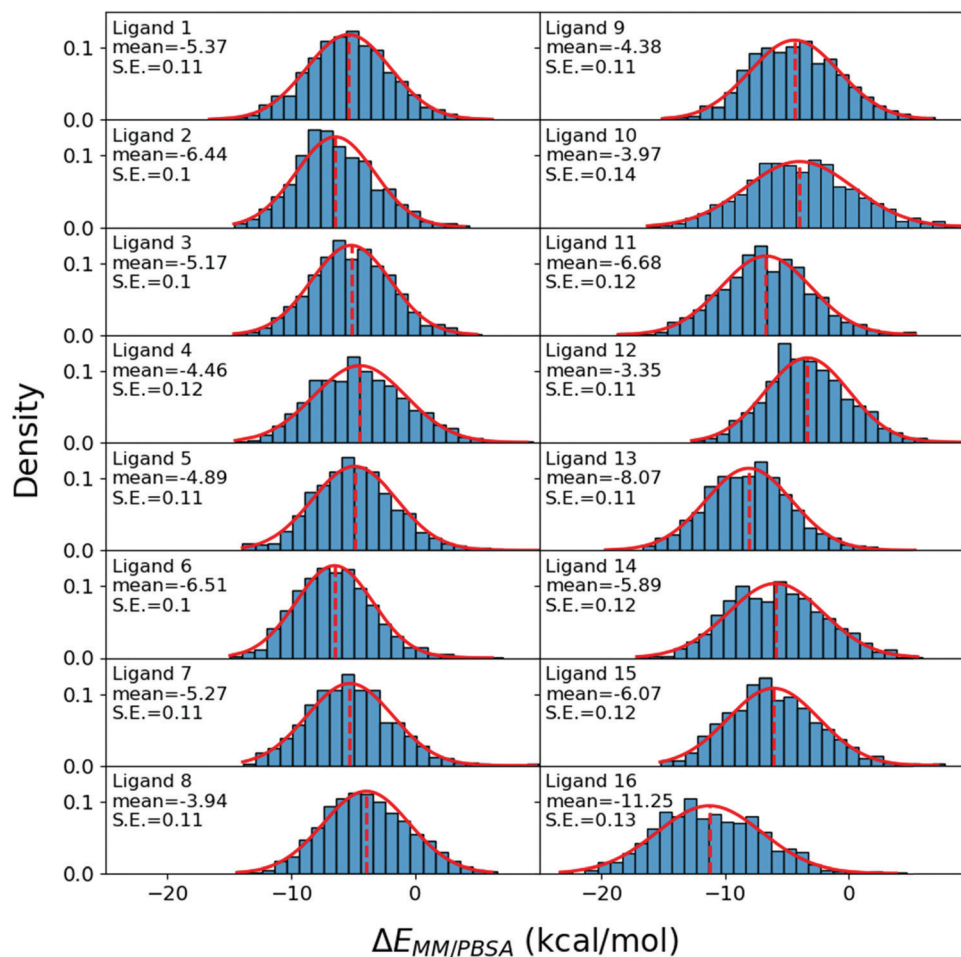 Density
0.1
0.0
Ligand 1
mean=-5.37
S.E.=0.11
0.1
0.0
Ligand 2
mean=-6.44
S.E.=0.1
0.1
0.0
Ligand 3
mean=-5.17
S.E.=0.1
0.1
0.0
Ligand 4
mean=-4.46
S.E.=0.12
0.1
0.0
Ligand 5
mean=-4.89
S.E.=0.11
0.1
0.0
Ligand 6
mean=-6.51
S.E.=0.1
0.1
0.0
Ligand 7
mean=-5.27
S.E.=0.11
0.1
0.0
Ligand 8
mean=-3.94
S.E.=0.11
Ligand 9
mean=-4.38
S.E.=0.11
Ligand 10
mean=-3.97
S.E.=0.14
Ligand 11
mean=-6.68
S.E.=0.12
Ligand 12
mean=-3.35
S.E.=0.11
Ligand 13
mean=-8.07
S.E.=0.11
Ligand 14
mean=-5.89
S.E.=0.12
Ligand 15
mean=-6.07
S.E.=0.12
Ligand 16
mean=-11.25
S.E.=0.13
−20 −10 0 −20 −10 0
ΔE_MM/PBSA (kcal/mol)